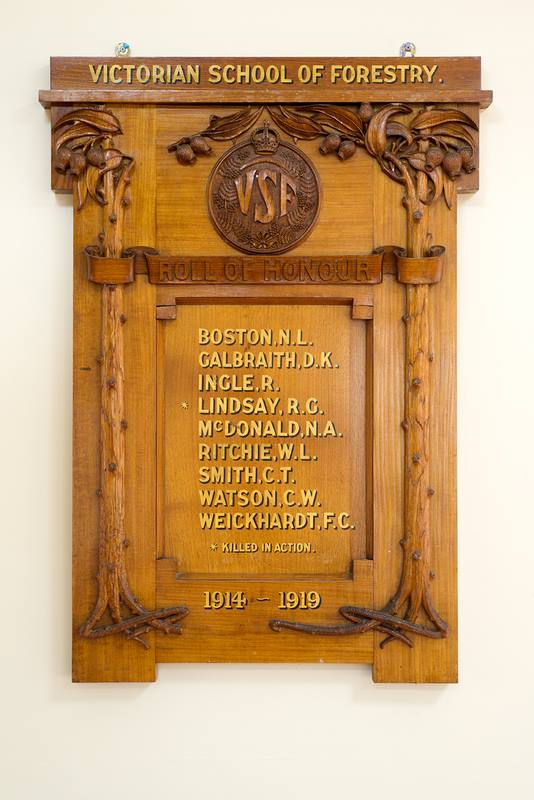 VICTORIAN SCHOOL OF FORESTRY.
VSF
ROLL OF HONOUR
BOSTON, N.L.
GALBRAITH, D.K.
INGLE, R.
* LINDSAY, R.G.
McDONALD, N.A.
RITCHIE, W.L.
SMITH, C.T.
WATSON, C.W.
WEICKHARDT, F.C.
* KILLED IN ACTION.
1914 ~ 1919